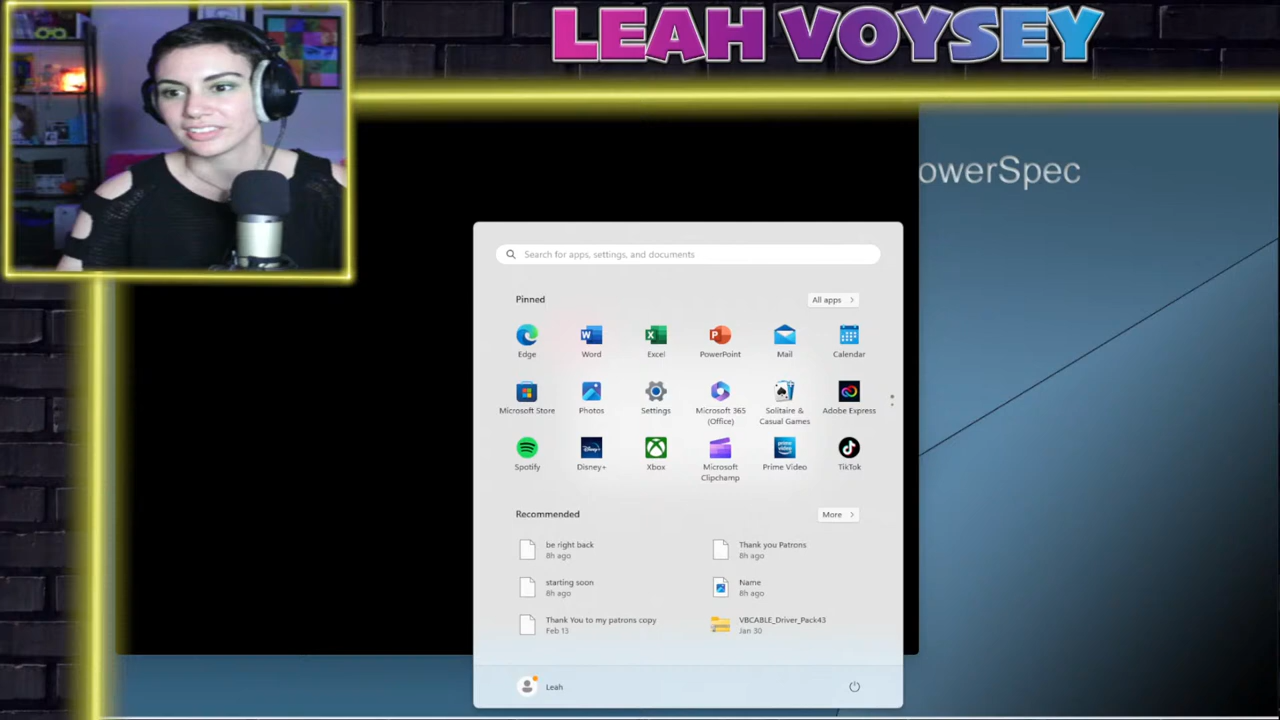 LEAH VOYSEY
owerSpec
Search for apps, settings, and documents
Pinned
All apps
Edge
Word
Excel
PowerPoint
Mail
Calendar
Microsoft Store
Photos
Settings
Microsoft 365
(Office)
Solitaire &
Casual Games
Adobe Express
Spotify
Disney+
Xbox
Microsoft
Clipchamp
prime video
Prime Video
TikTok
Recommended
More
be right back
8h ago
Thank you Patrons
8h ago
starting soon
8h ago
Name
8h ago
Thank You to my patrons copy
Feb 13
VBCABLE_Driver_Pack43
Jan 30
Leah